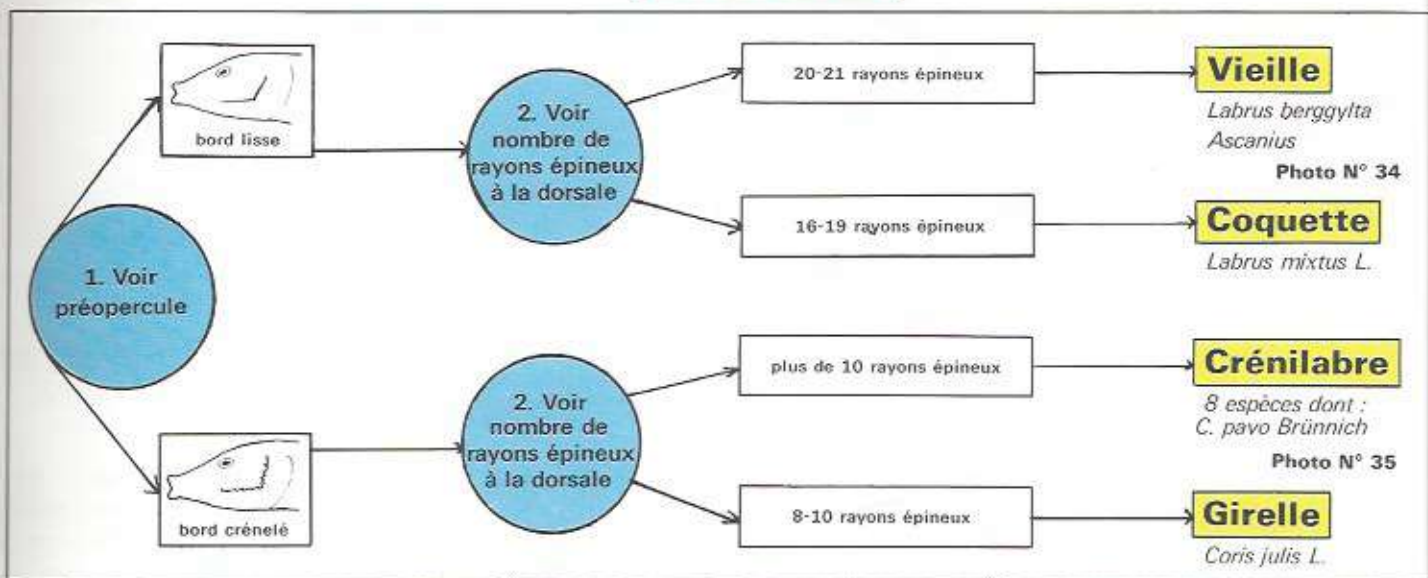 1. Voir
préopercule
bord lisse
2. Voir
nombre de
rayons épineux
à la dorsale
20-21 rayons épineux
Vieille
Labrus berggylta
Ascanius
Photo N° 34
16-19 rayons épineux
Coquette
Labrus mixtus L.
bord crénelé
2. Voir
nombre de
rayons épineux
à la dorsale
plus de 10 rayons épineux
Crénilabre
8 espèces dont :
C. pavo Brünnich
Photo N° 35
8-10 rayons épineux
Girelle
Coris julis L.